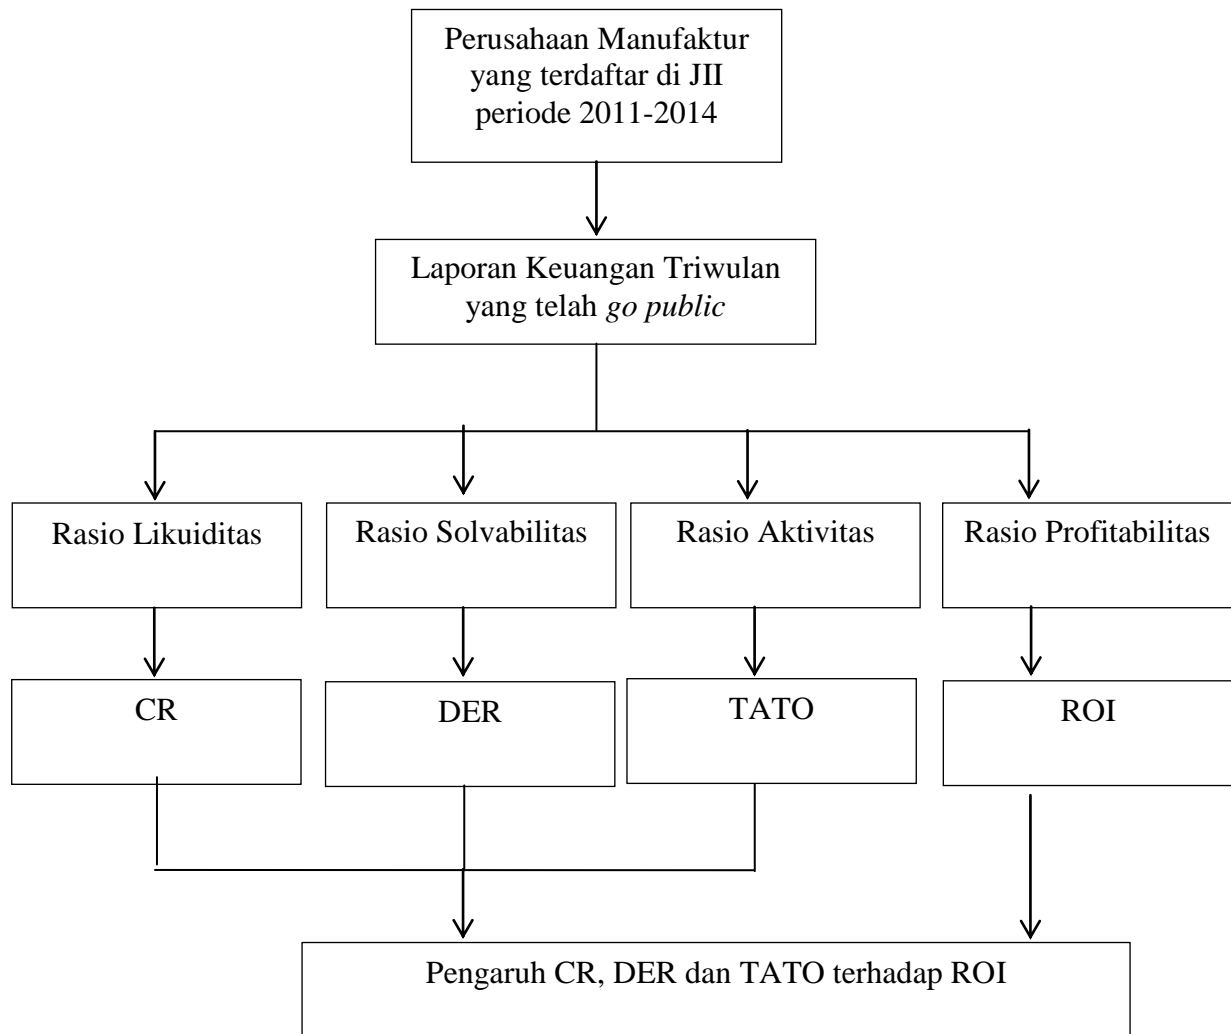 Perusahaan Manufaktur
yang terdaftar di JII
periode 2011-2014
Laporan Keuangan Triwulan
yang telah go public
Rasio Likuiditas
Rasio Solvabilitas
Rasio Aktivitas
Rasio Profitabilitas
CR
DER
TATO
ROI
Pengaruh CR, DER dan TATO terhadap ROI